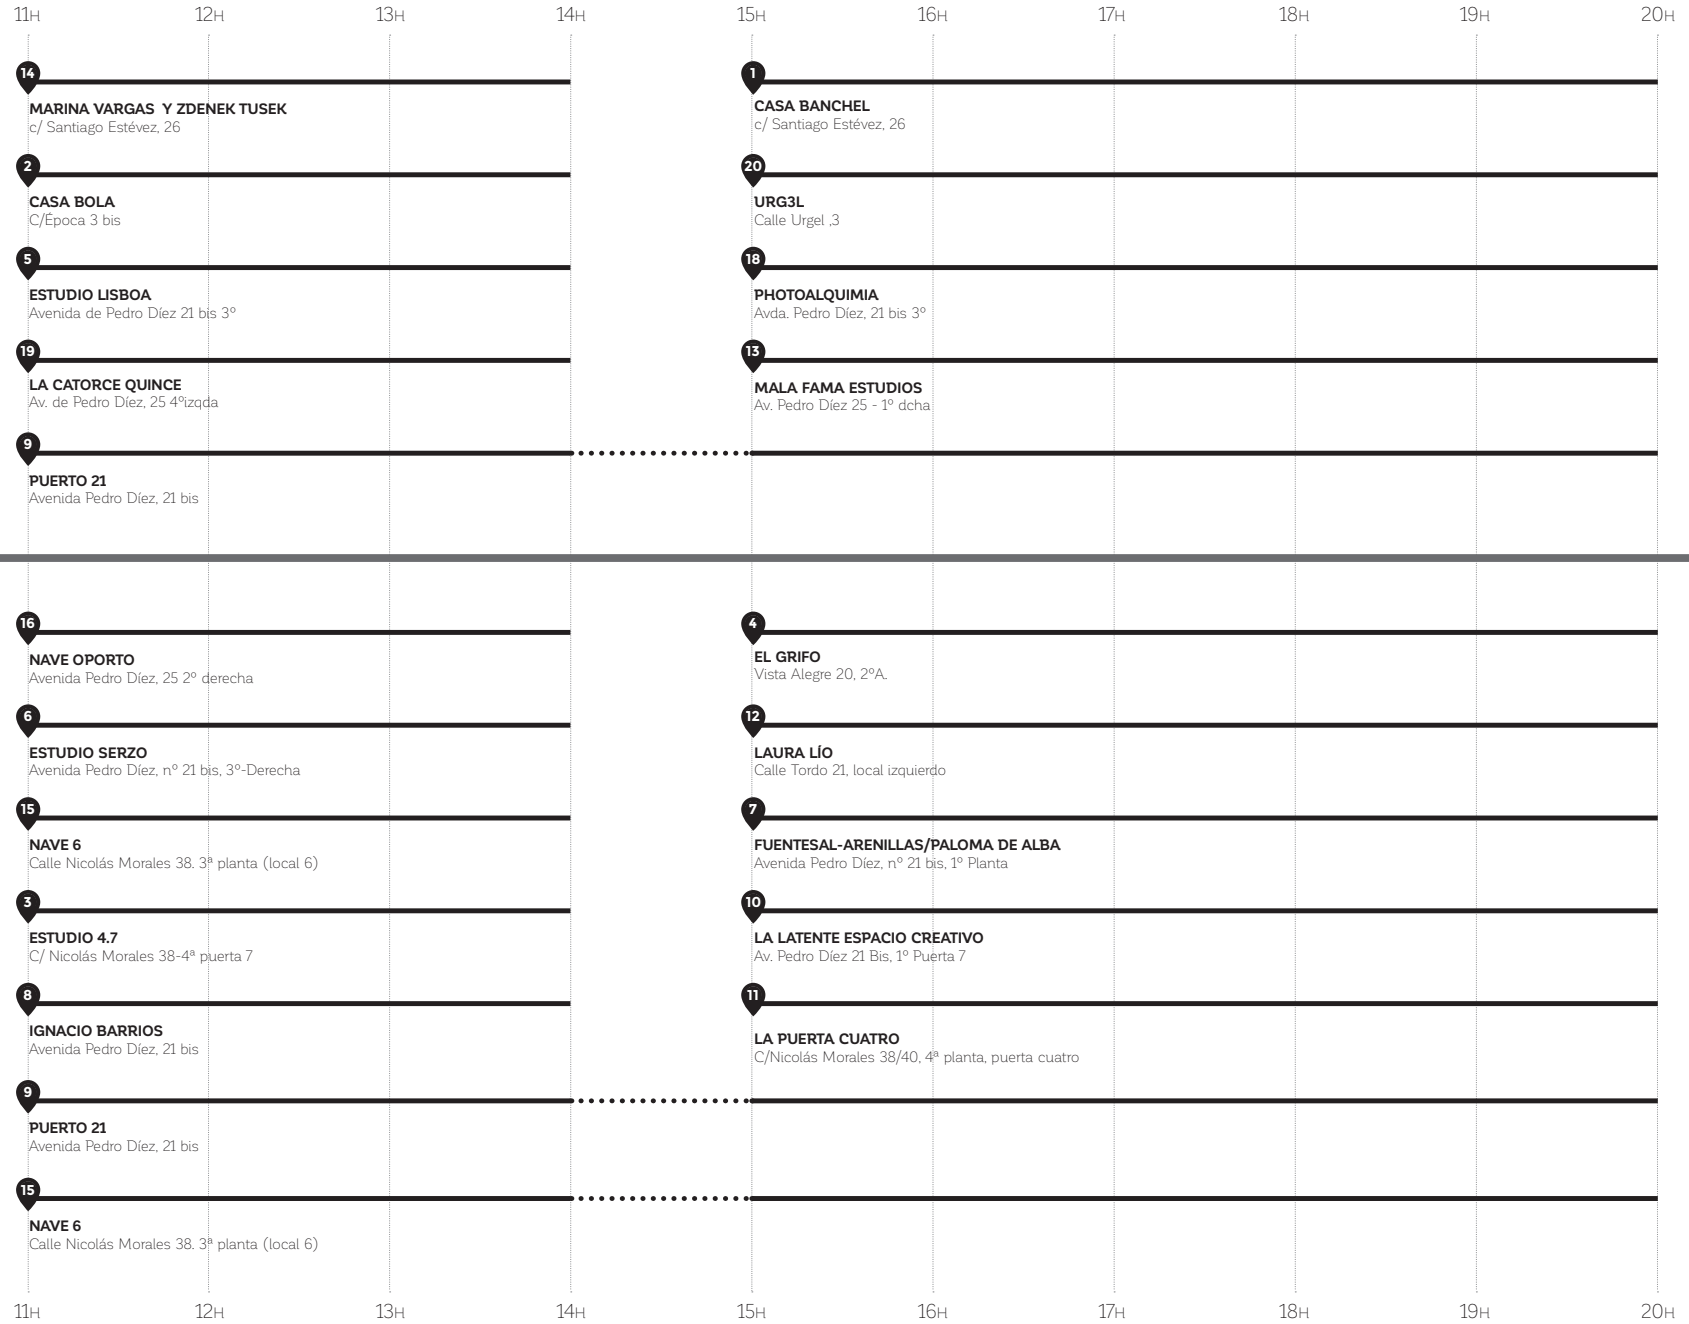 11H 12H 13H 14H 15H 16H 17H 18H 19H 20H
14
MARINA VARGAS Y ZDENEK TUSEK
c/ Santiago Estévez, 26
1
CASA BANCHEL
c/ Santiago Estévez, 26
2
CASA BOLA
C/Época 3 bis
20
URG3L
Calle Urgel ,3
5
ESTUDIO LISBOA
Avenida de Pedro Díez 21 bis 3º
18
PHOTOALQUIMIA
Avda. Pedro Díez, 21 bis 3º
19
LA CATORCE QUINCE
Av. de Pedro Díez, 25 4ºizqda
13
MALA FAMA ESTUDIOS
Av. Pedro Díez 25 - 1º dcha
9
PUERTO 21
Avenida Pedro Díez, 21 bis
16
NAVE OPORTO
Avenida Pedro Díez, 25 2º derecha
4
EL GRIFO
Vista Alegre 20, 2ºA.
6
ESTUDIO SERZO
Avenida Pedro Díez, nº 21 bis, 3º-Derecha
12
LAURA LÍO
Calle Tordo 21, local izquierdo
15
NAVE 6
Calle Nicolás Morales 38. 3ª planta (local 6)
7
FUENTESAL-ARENILLAS/PALOMA DE ALBA
Avenida Pedro Díez, nº 21 bis, 1º Planta
3
ESTUDIO 4.7
C/ Nicolás Morales 38-4ª puerta 7
10
LA LATENTE ESPACIO CREATIVO
Av. Pedro Díez 21 Bis, 1º Puerta 7
8
IGNACIO BARRIOS
Avenida Pedro Díez, 21 bis
11
LA PUERTA CUATRO
C/Nicolás Morales 38/40, 4ª planta, puerta cuatro
9
PUERTO 21
Avenida Pedro Díez, 21 bis
15
NAVE 6
Calle Nicolás Morales 38. 3ª planta (local 6)
11H 12H 13H 14H 15H 16H 17H 18H 19H 20H